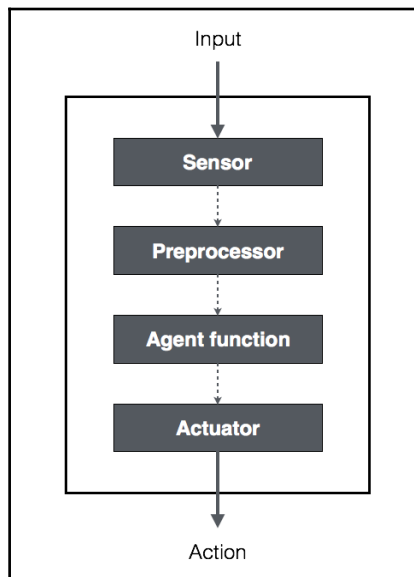 Input
Sensor
Preprocessor
Agent function
Actuator
Action